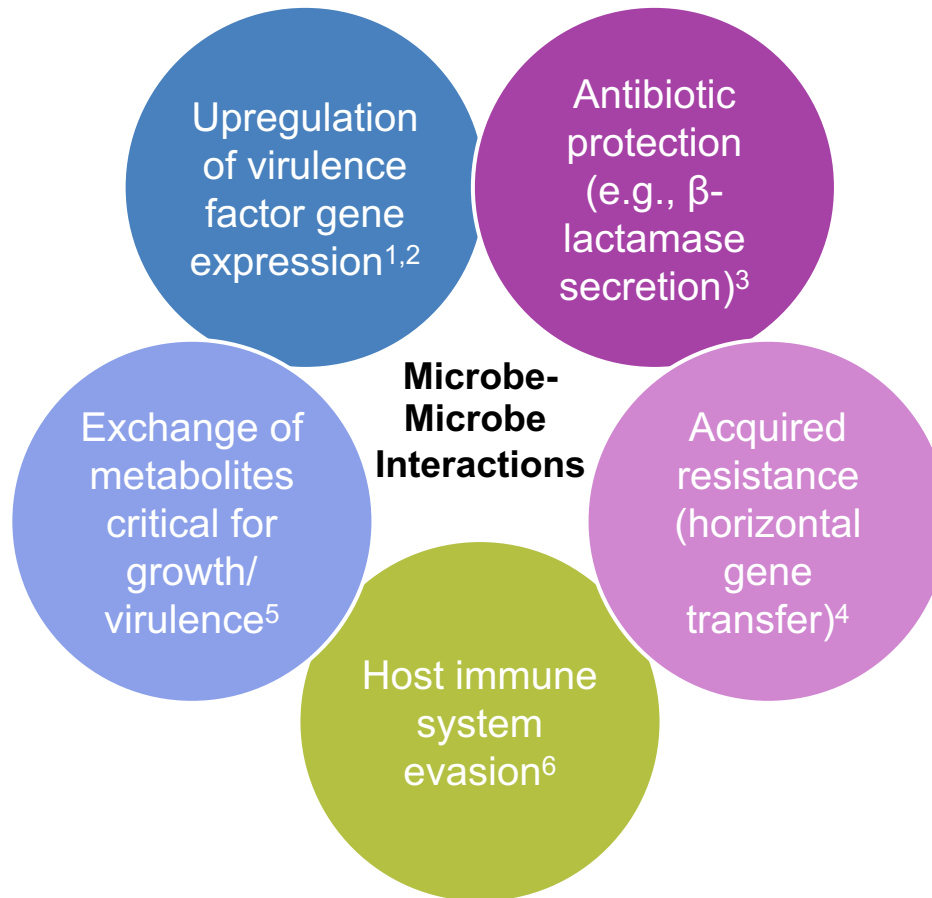 Upregulation
of virulence
factor gene
expression1,2
Antibiotic
protection
(e.g., β-
lactamase
secretion)3
Microbe-
Microbe
Interactions
Exchange of
metabolites
critical for
growth/
virulence5
Acquired
resistance
(horizontal
gene
transfer)4
Host immune
system
evasion6